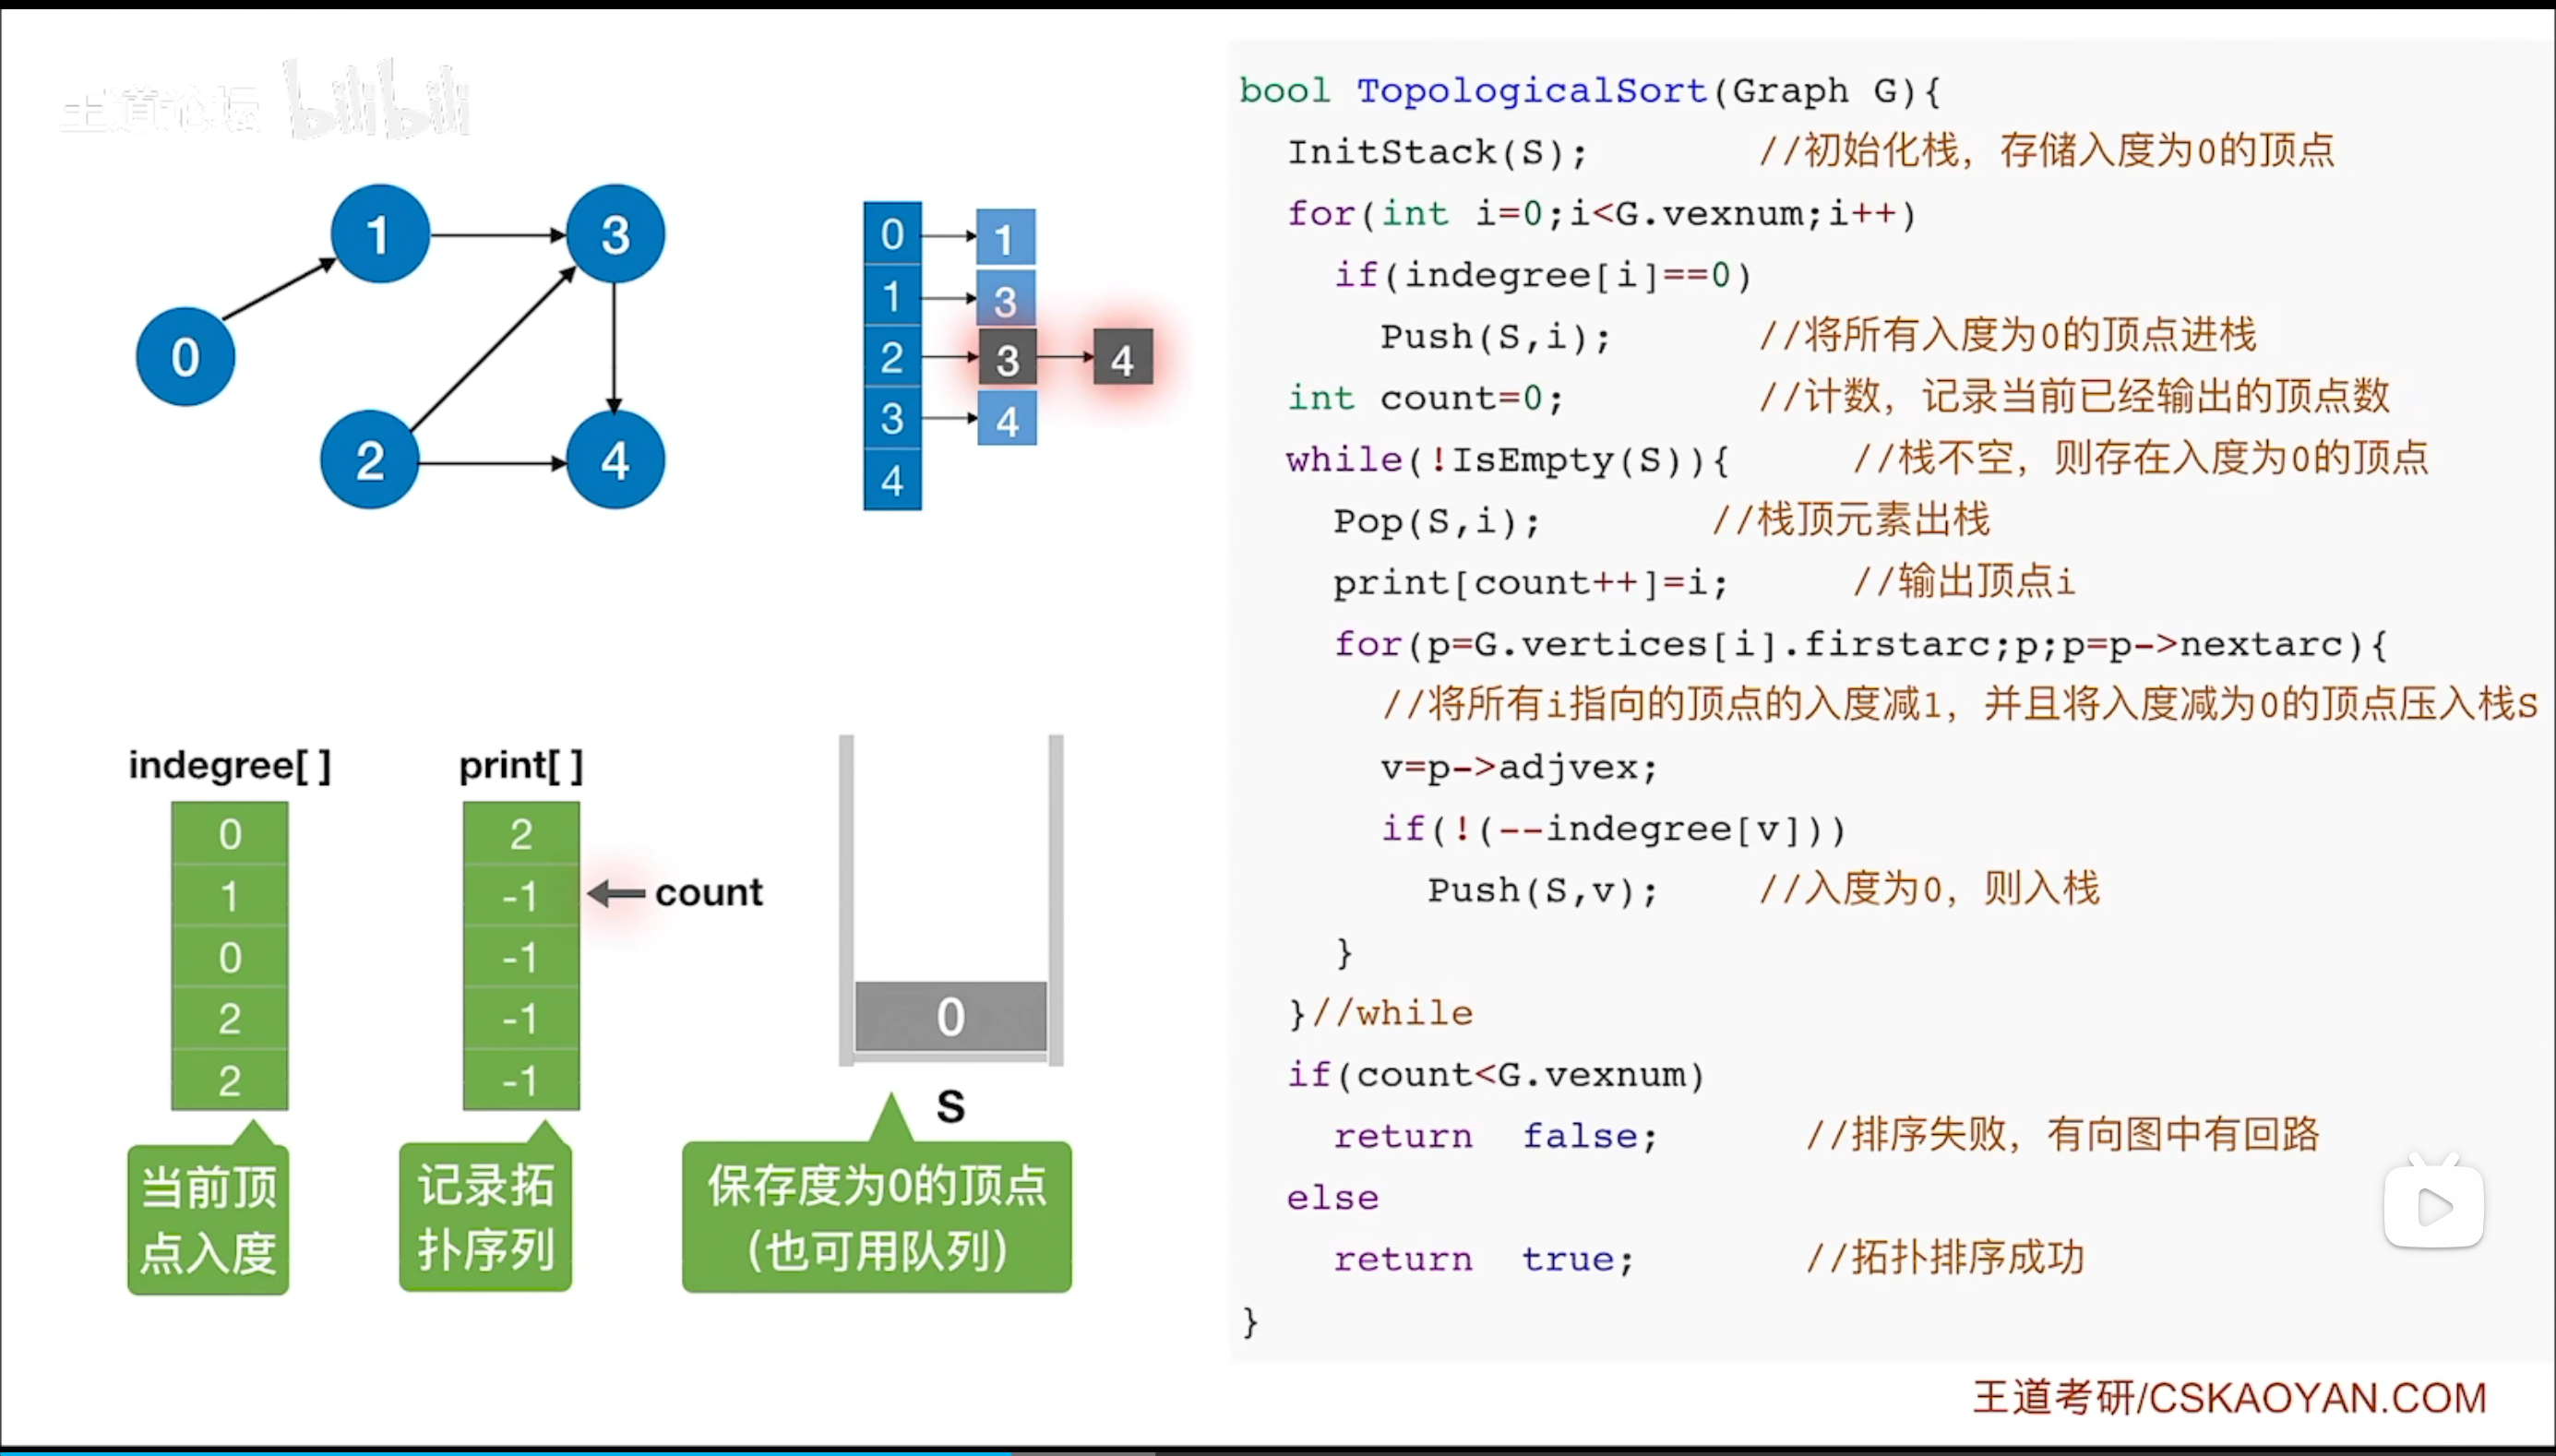 王道论坛 bilibili
0
1
3
2
4
0 1
1 3
2 3 4
3 4
4
indegree[ ]
0
1
0
2
2
当前顶
点入度
print[ ]
2
-1
-1
-1
-1
count
记录拓
扑序列
0
S
保存度为0的顶点
(也可用队列)
bool TopologicalSort(Graph G){
InitStack(S); //初始化栈，存储入度为0的顶点
for(int i=0;i<G.vexnum;i++)
if(indegree[i]==0)
Push(S,i); //将所有入度为0的顶点进栈
int count=0; //计数，记录当前已经输出的顶点数
while(!IsEmpty(S)){ //栈不空，则存在入度为0的顶点
Pop(S,i); //栈顶元素出栈
print[count++]=i; //输出顶点i
for(p=G.vertices[i].firstarc;p;p=p->nextarc){
//将所有i指向的顶点的入度减1，并且将入度减为0的顶点压入栈S
v=p->adjvex;
if(!(--indegree[v]))
Push(S,v); //入度为0，则入栈
}
}//while
if(count<G.vexnum)
return false; //排序失败，有向图中有回路
else
return true; //拓扑排序成功
}
王道考研/CSKAOYAN.COM